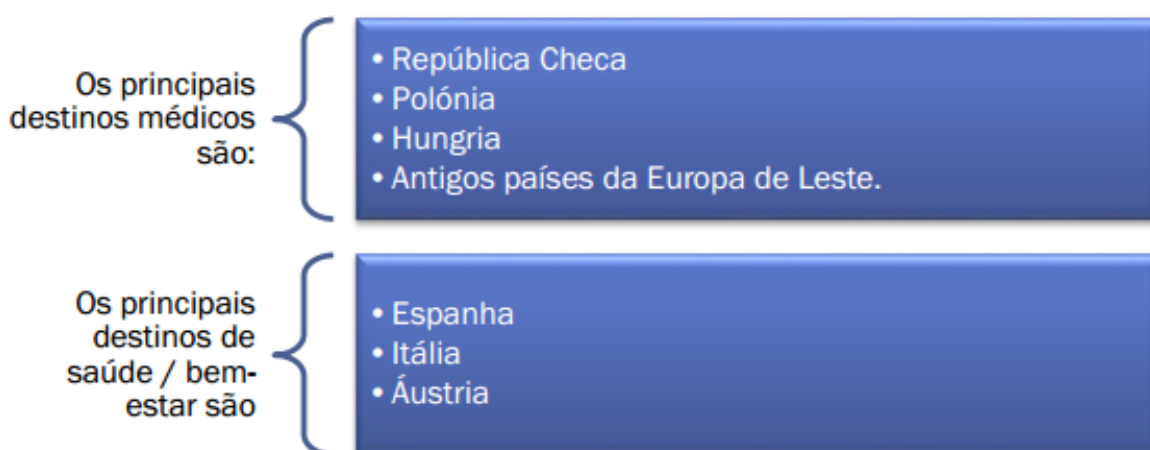 Os principais
destinos médicos
são:
• República Checa
• Polónia
• Hungria
• Antigos países da Europa de Leste.
Os principais
destinos de
saúde / bem-
estar são
• Espanha
• Itália
• Áustria